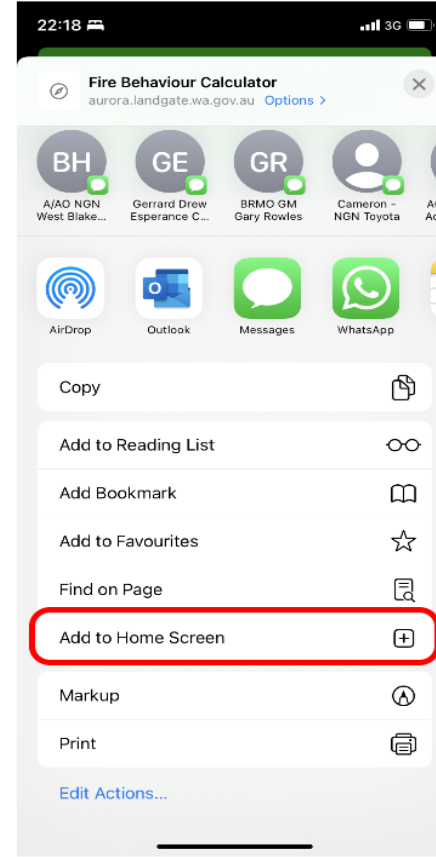 22:18
3G
Fire Behaviour Calculator
aurora.landgate.wa.gov.au Options >
BH
GE
GR
A/AO NGN
West Blake...
Gerrard Drew
Esperance C...
BRMO GM
Gary Rowles
Cameron -
NGN Toyota
AirDrop
Outlook
Messages
WhatsApp
Copy
Add to Reading List
Add Bookmark
Add to Favourites
Find on Page
Add to Home Screen
Markup
Print
Edit Actions...